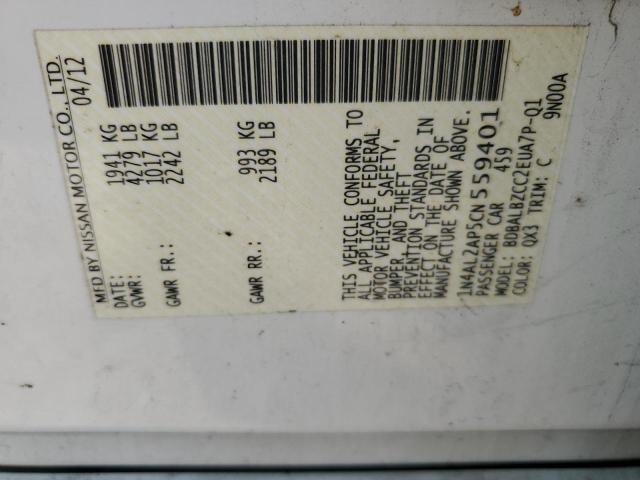 MFD BY NISSAN MOTOR CO., LTD.
DATE: 04/12
GVWR: 1941 KG
4279 LB
GAWR FR: 1017 KG
2242 LB
GAWR RR: 993 KG
2189 LB
THIS VEHICLE CONFORMS TO
ALL APPLICABLE FEDERAL
MOTOR VEHICLE SAFETY,
BUMPER, AND THEFT
PREVENTION STANDARDS IN
EFFECT ON THE DATE OF
MANUFACTURE SHOWN ABOVE.
1N4AL2AP5CN 559401
PASSENGER CAR 459
MODEL: BDBALBZCC2EUA7P-Q1
COLOR: QX3 TRIM: C 9N00A